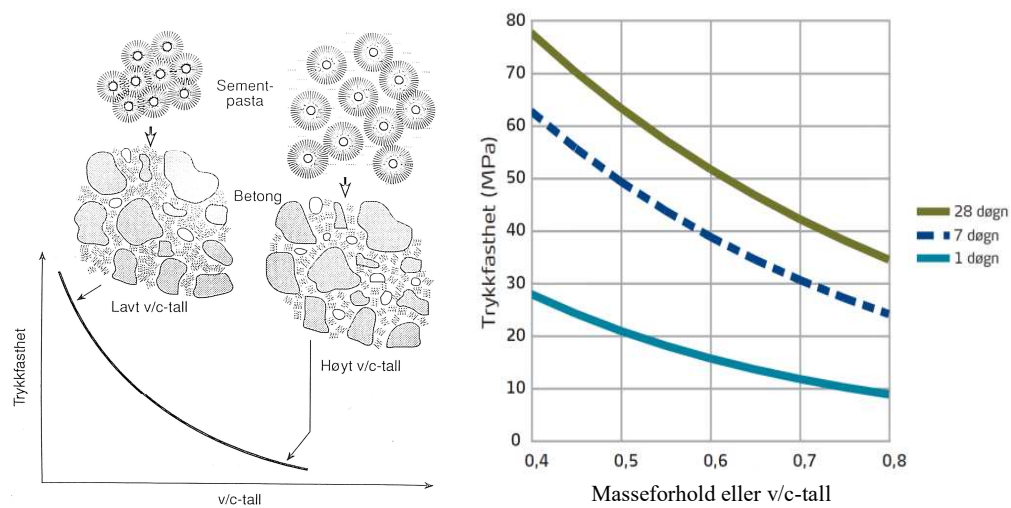 Sement-
pasta
Betong
Lavt v/c-tall
Høyt v/c-tall
Trykkfasthet
v/c-tall
Trykkfasthet (MPa)
80
70
60
50
40
30
20
10
0
0,4
0,5
0,6
0,7
0,8
Masseforhold eller v/c-tall
28 døgn
7 døgn
1 døgn